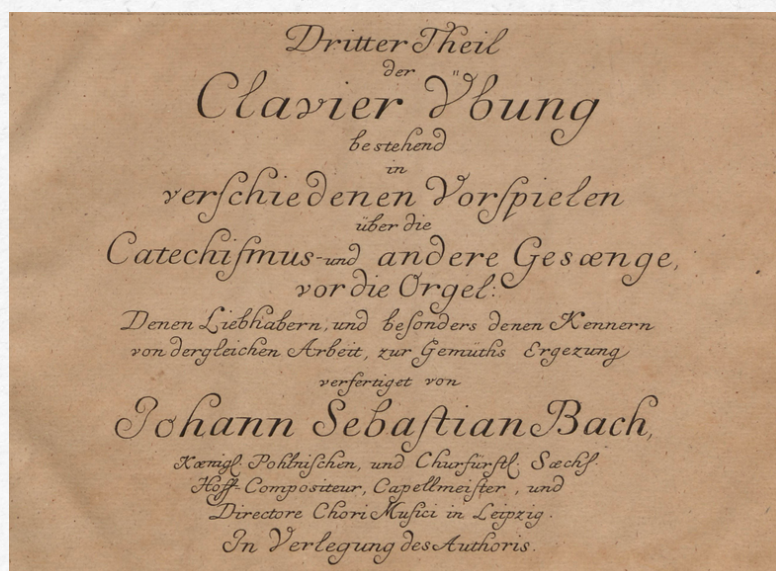 Dritter Theil
der
Clavier Übung
bestehend
in
verschiedenen Vorspielen
über die
Catechismus- und andere Gesænge,
vor die Orgel:
Denen Liebhabern, und besonders denen Kennern
von dergleichen Arbeit, zur Gemüths Ergezung
verfertiget von
Johann Sebastian Bach,
Kœnigl. Pohlnischen, und Churfürstl. Sæchs.
Hoff-Compositeur, Capellmeister, und
Directore Chori Musici in Leipzig.
In Verlegung des Authoris.